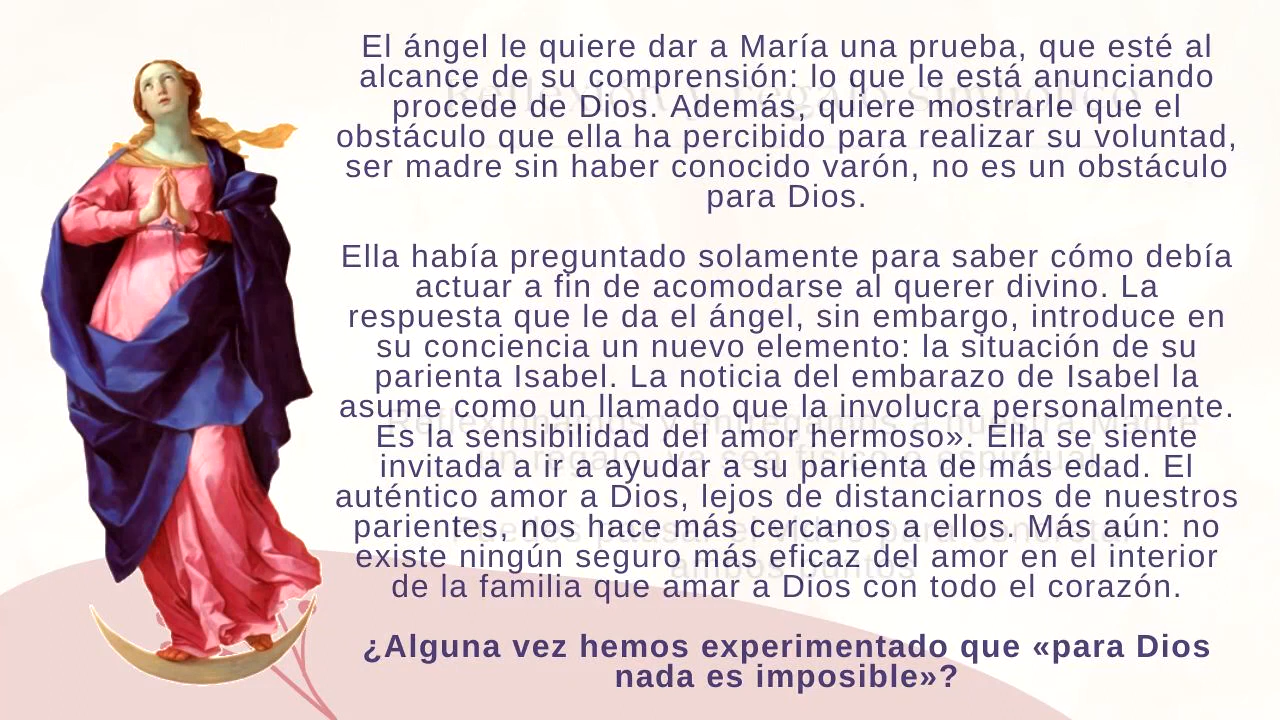 El ángel le quiere dar a María una prueba, que esté al
alcance de su comprensión: lo que le está anunciando
procede de Dios. Además, quiere mostrarle que el
obstáculo que ella ha percibido para realizar su voluntad,
ser madre sin haber conocido varón, no es un obstáculo
para Dios.
Ella había preguntado solamente para saber cómo debía
actuar a fin de acomodarse al querer divino. La
respuesta que le da el ángel, sin embargo, introduce en
su conciencia un nuevo elemento: la situación de su
parienta Isabel. La noticia del embarazo de Isabel la
asume como un llamado que la involucra personalmente.
Es la sensibilidad del amor hermoso». Ella se siente
invitada a ir a ayudar a su parienta de más edad. El
auténtico amor a Dios, lejos de distanciarnos de nuestros
parientes, nos hace más cercanos a ellos. Más aún: no
existe ningún seguro más eficaz del amor en el interior
de la familia que amar a Dios con todo el corazón.
¿Alguna vez hemos experimentado que «para Dios
nada es imposible»?